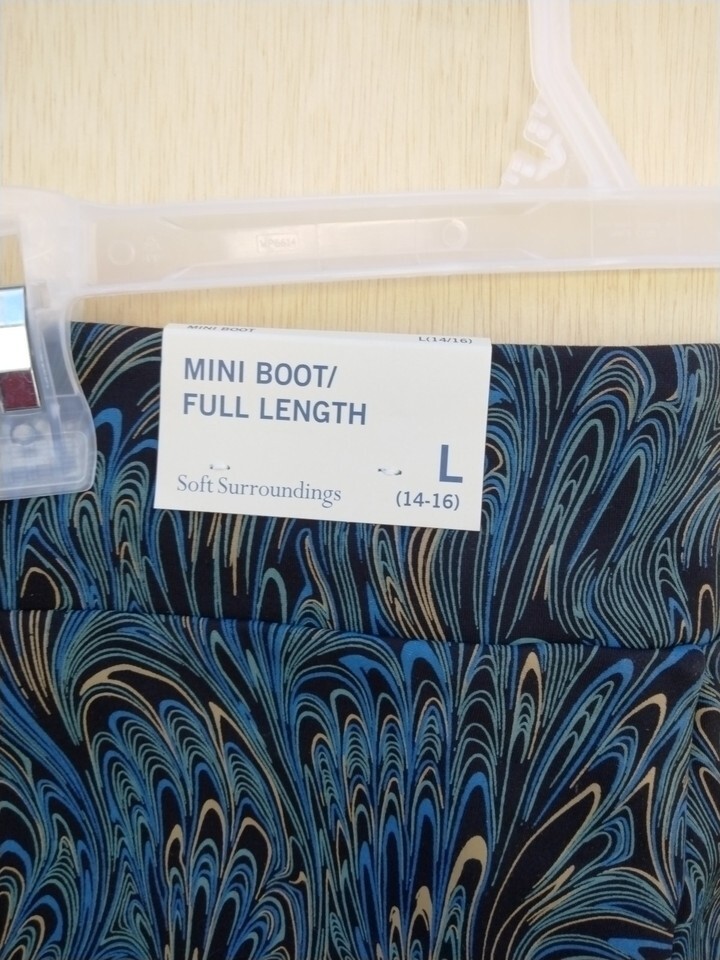 MINI BOOT
L(14/16)
MINI BOOT/
FULL LENGTH
L
Soft Surroundings
(14-16)